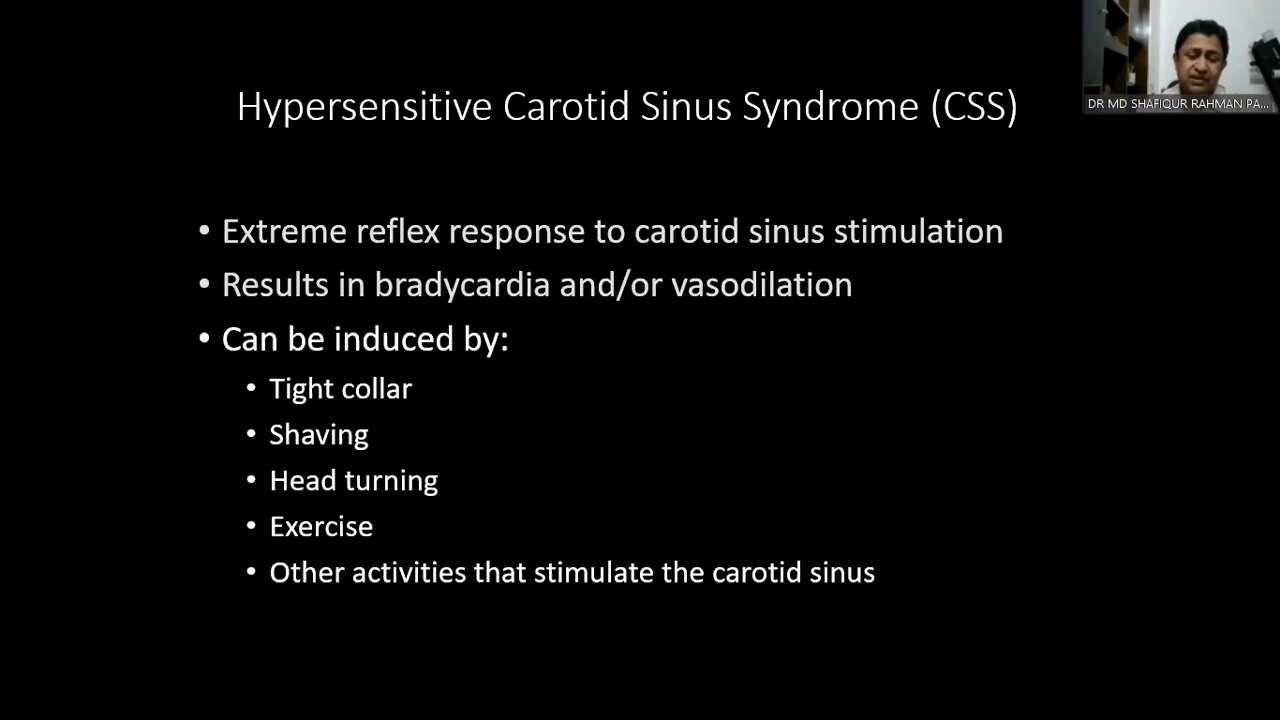 Hypersensitive Carotid Sinus Syndrome (CSS)
DR MD SHAFIQUR RAHMAN PA...
• Extreme reflex response to carotid sinus stimulation
• Results in bradycardia and/or vasodilation
• Can be induced by:
• Tight collar
• Shaving
• Head turning
• Exercise
• Other activities that stimulate the carotid sinus